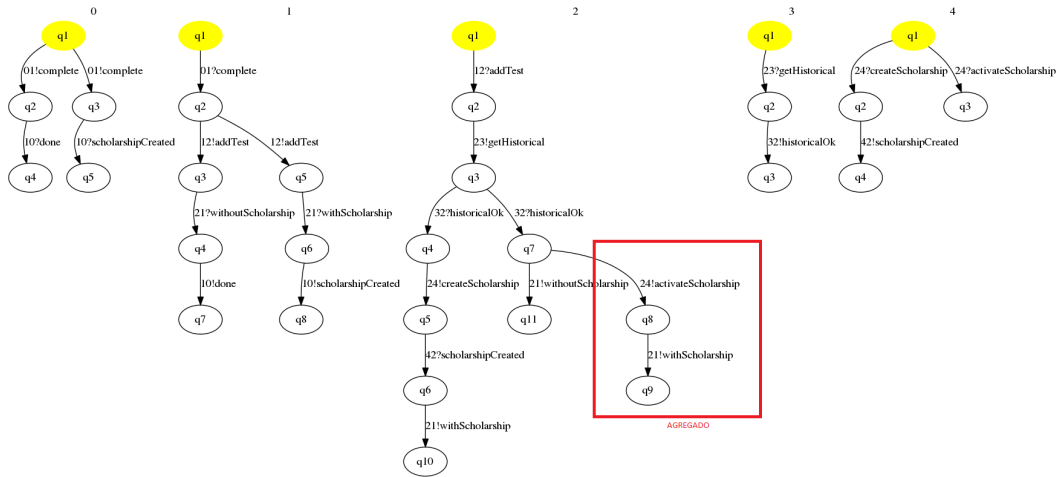 0 1 2 3 4
q1 q1 q1 q1 q1
01!complete 01!complete 01?complete 12?addTest 23?getHistorical 24?createScholarship 24?activateScholarship
q2 q3 q2 q2 q2 q2 q3
10?done 10?scholarshipCreated 12!addTest 12!addTest 23!getHistorical 32!historicalOk 42!scholarshipCreated
q4 q5 q3 q5 q3 q3 q4
21?withoutScholarship 21?withScholarship 32?historicalOk 32?historicalOk
q4 q6 q4 q7
10!done 10!scholarshipCreated 24!createScholarship 21!withoutScholarship 24!activateScholarship
q7 q8 q5 q11 q8
42?scholarshipCreated 21!withScholarship
q6 q9
21!withScholarship AGREGADO
q10